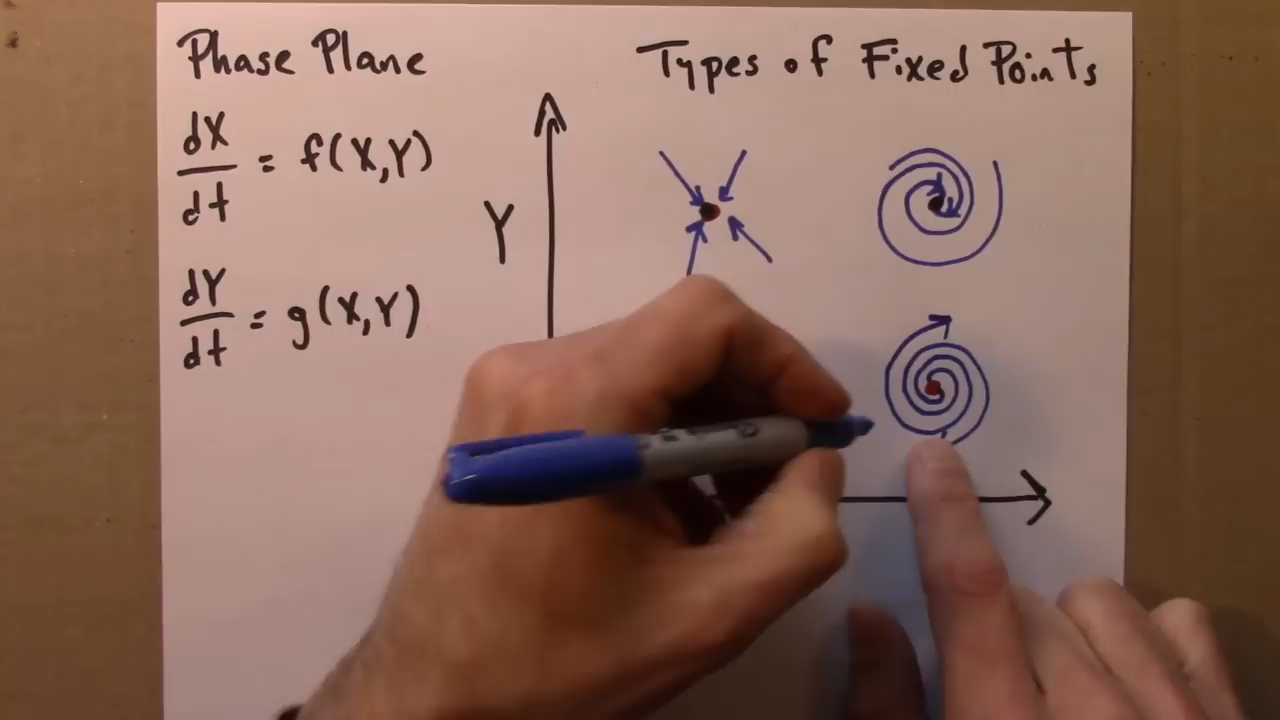 Phase Plane
dX/dt = f(X,Y)
dY/dt = g(X,Y)
Types of Fixed Points
Y